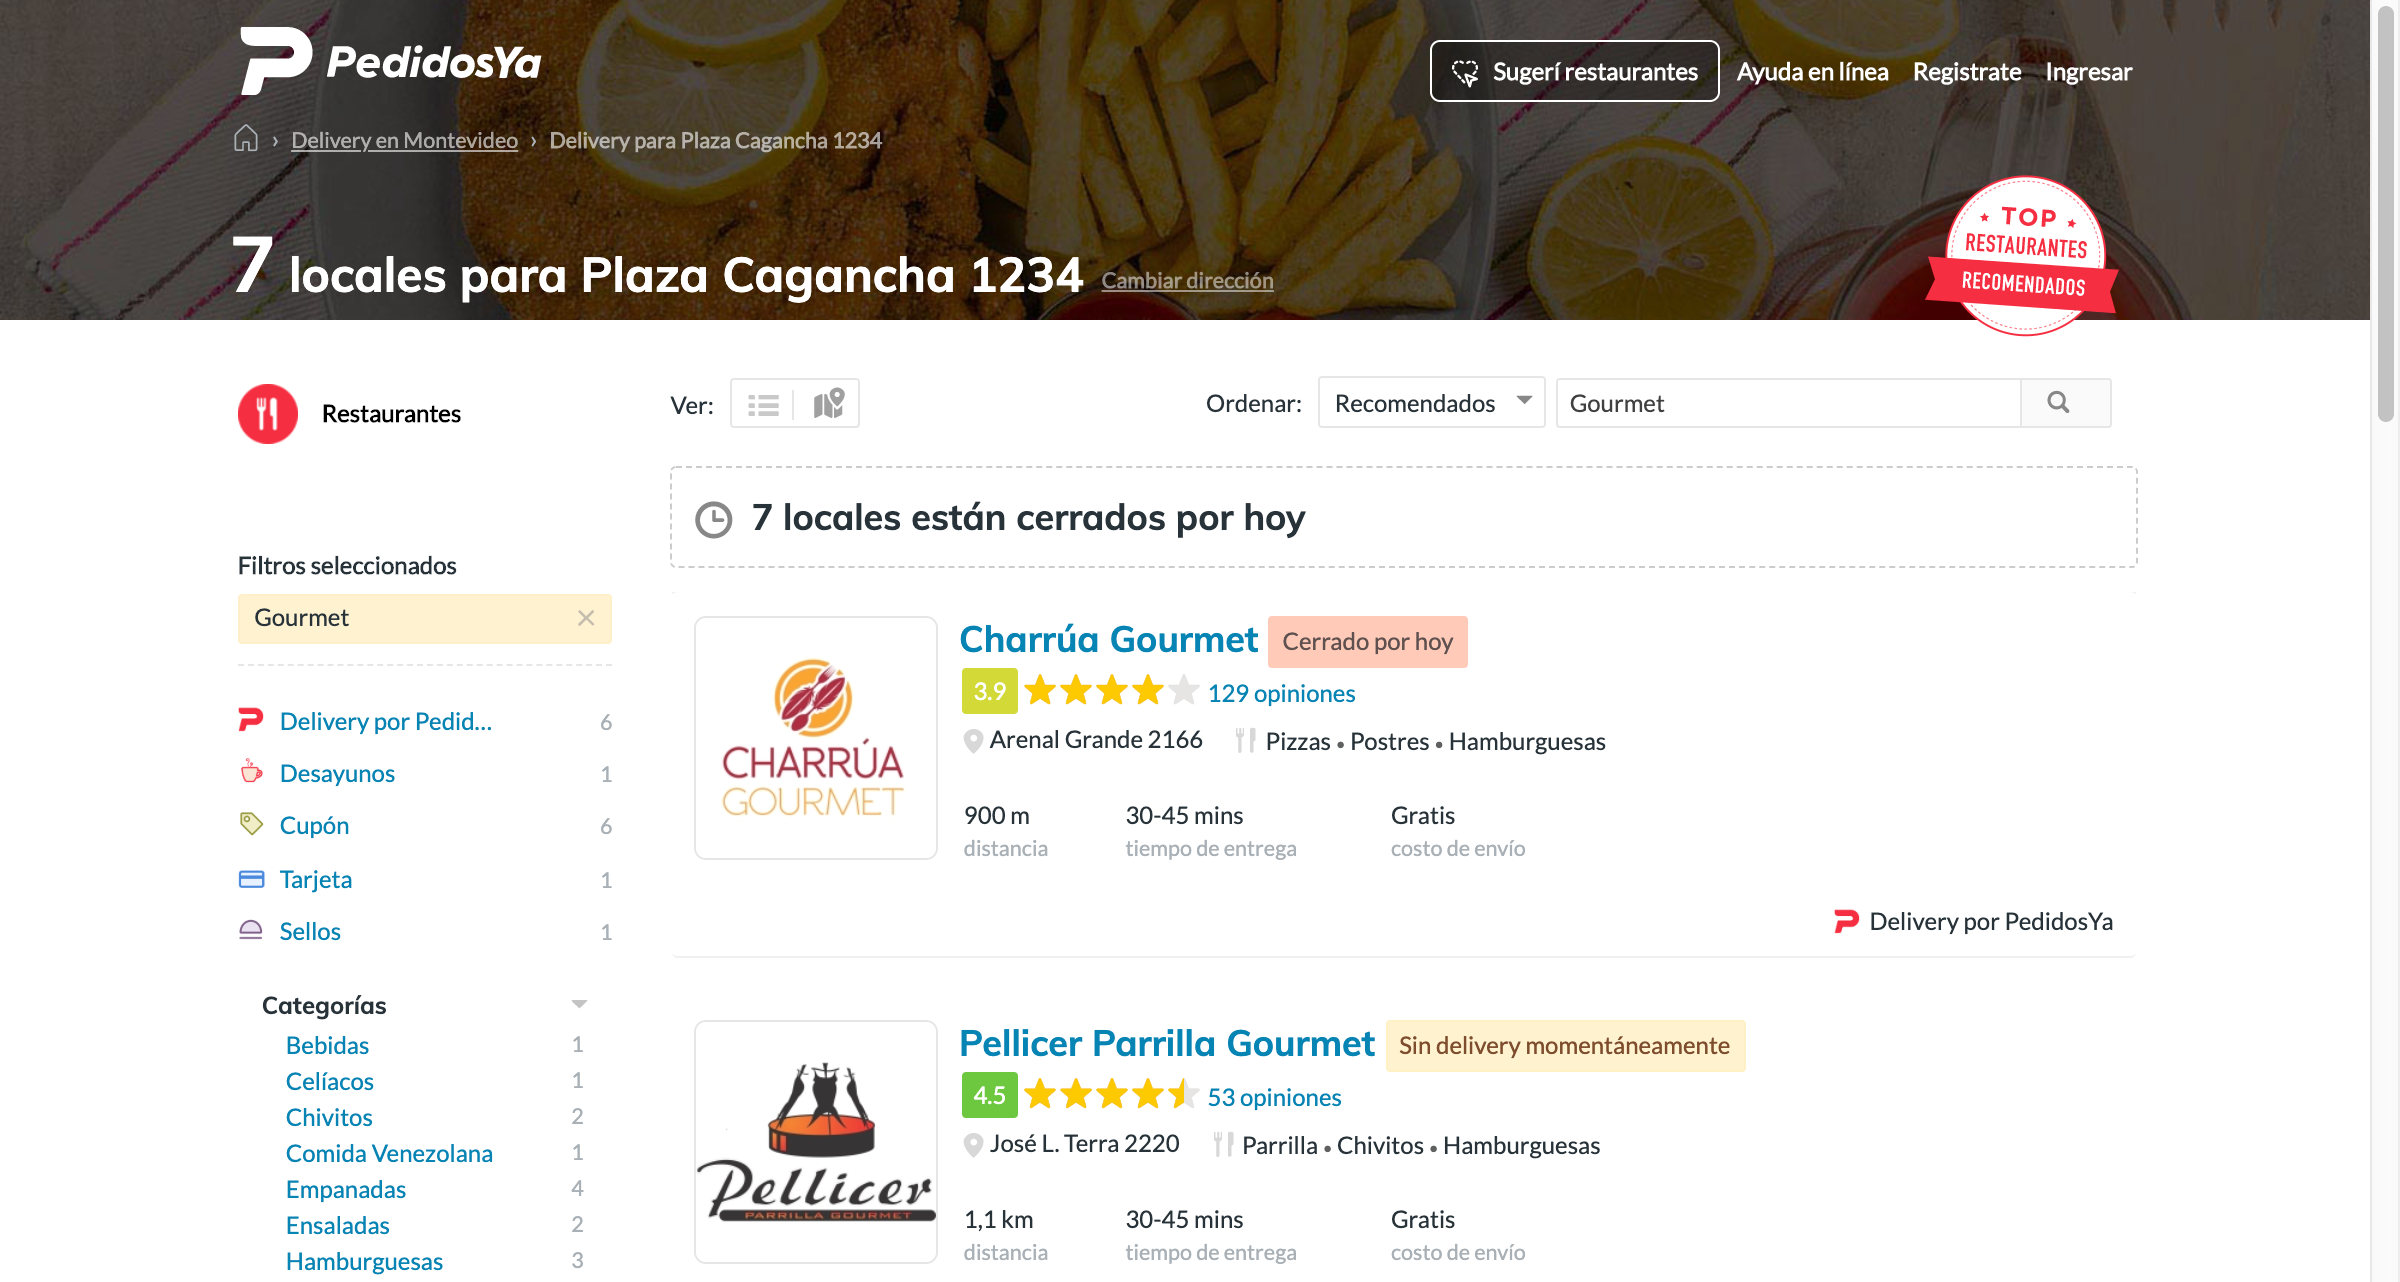 PedidosYa
Sugerí restaurantes
Ayuda en línea
Registrate
Ingresar
› Delivery en Montevideo › Delivery para Plaza Cagancha 1234
7 locales para Plaza Cagancha 1234 Cambiar dirección
TOP
RESTAURANTES
RECOMENDADOS
Restaurantes
Ver:
Ordenar: Recomendados
Gourmet
Filtros seleccionados
Gourmet
Delivery por Pedid... 6
Desayunos 1
Cupón 6
Tarjeta 1
Sellos 1
Categorías
Bebidas 1
Celíacos 1
Chivitos 2
Comida Venezolana 1
Empanadas 4
Ensaladas 2
Hamburguesas 3
7 locales están cerrados por hoy
CHARRÚA
GOURMET
Charrúa Gourmet Cerrado por hoy
3.9 129 opiniones
Arenal Grande 2166 Pizzas • Postres • Hamburguesas
900 m 30-45 mins Gratis
distancia tiempo de entrega costo de envío
Delivery por PedidosYa
Pellicer
PARRILLA GOURMET
Pellicer Parrilla Gourmet Sin delivery momentáneamente
4.5 53 opiniones
José L. Terra 2220 Parrilla • Chivitos • Hamburguesas
1,1 km 30-45 mins Gratis
distancia tiempo de entrega costo de envío